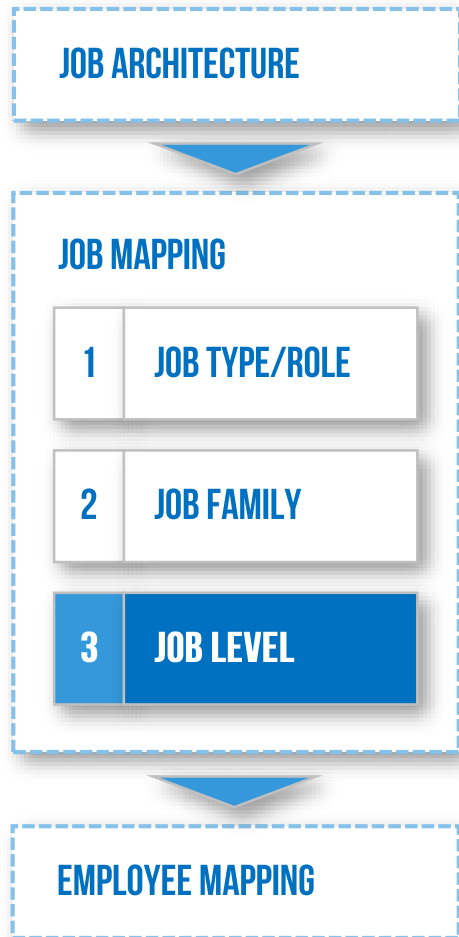 JOB ARCHITECTURE
JOB MAPPING
1 JOB TYPE/ROLE
2 JOB FAMILY
3 JOB LEVEL
EMPLOYEE MAPPING